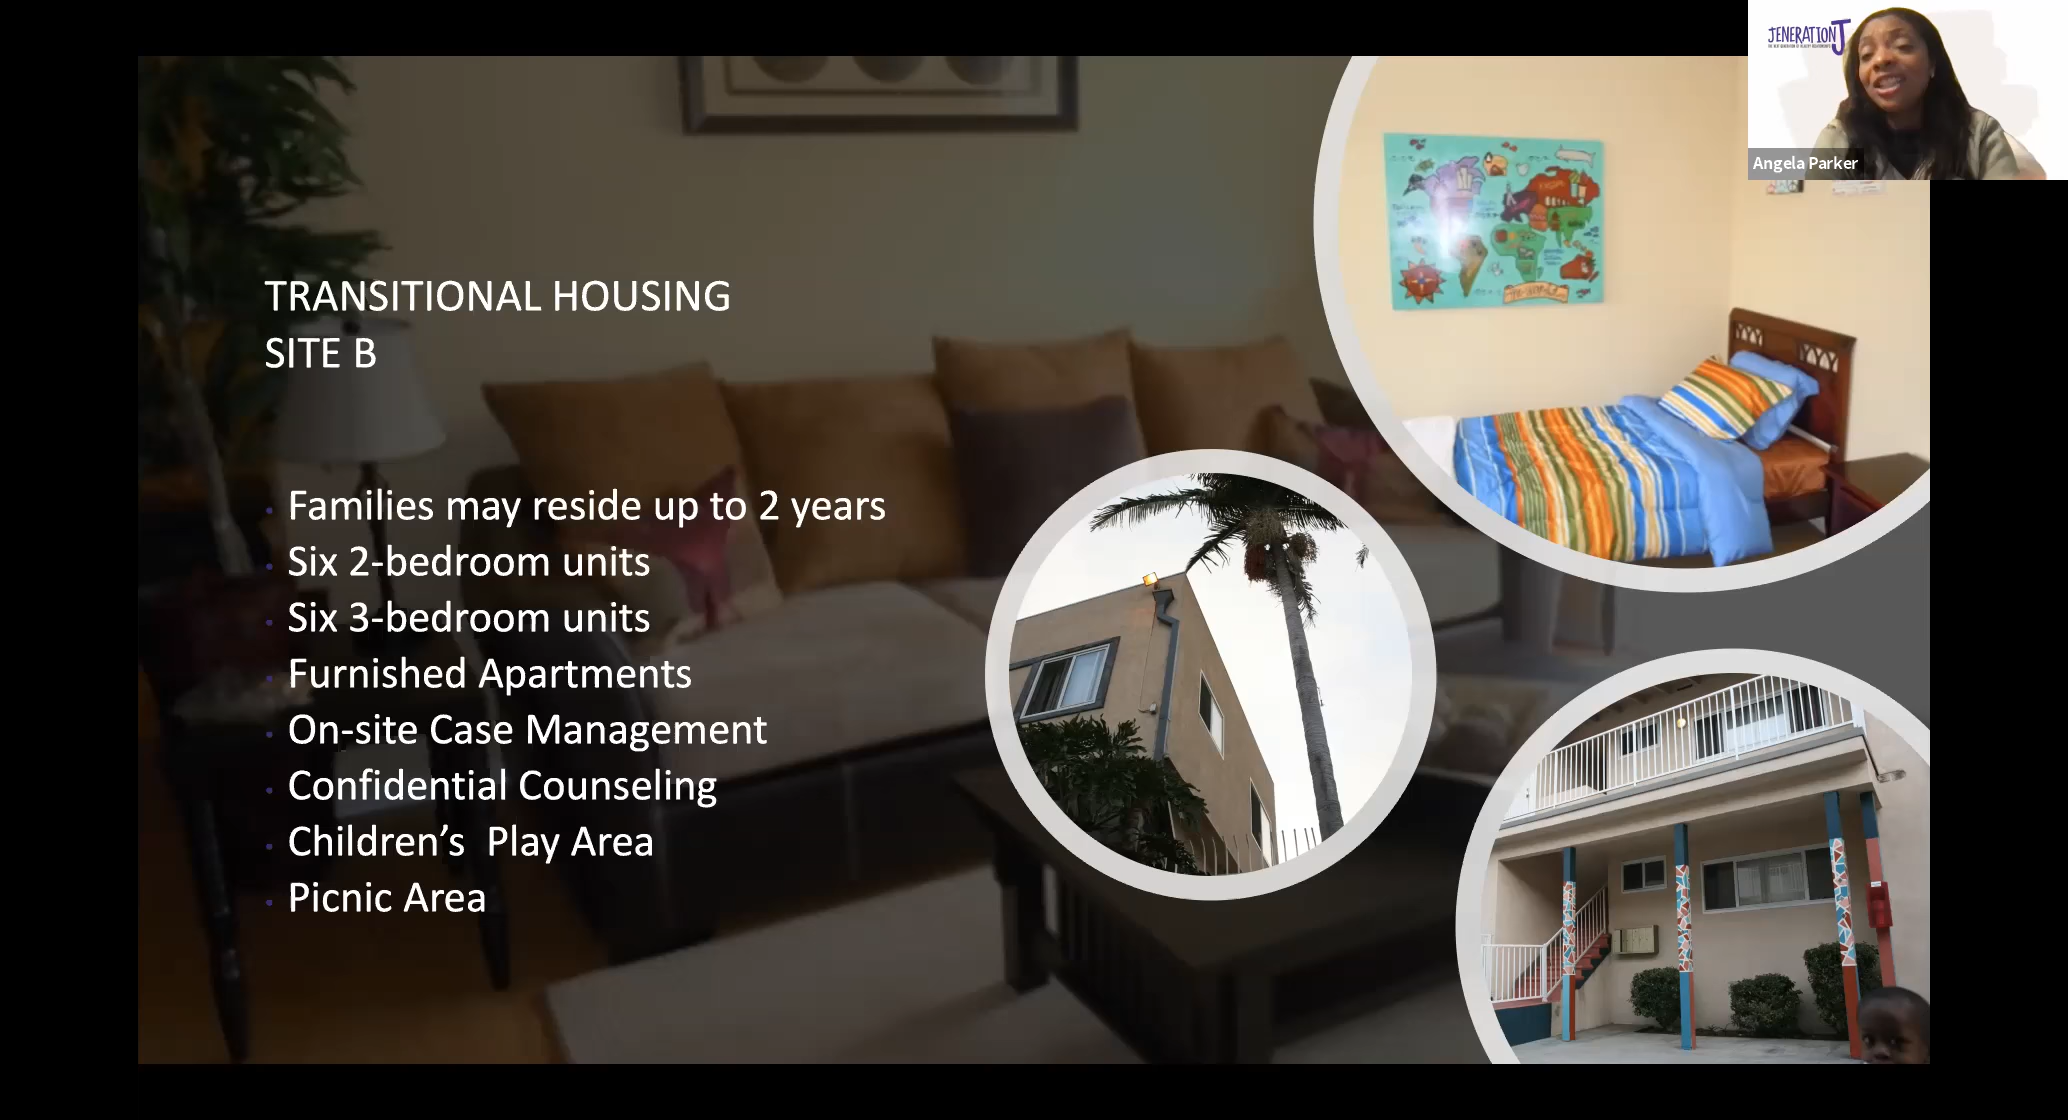 JENERATION J
Angela Parker
TRANSITIONAL HOUSING
SITE B
Families may reside up to 2 years
Six 2-bedroom units
Six 3-bedroom units
Furnished Apartments
On-site Case Management
Confidential Counseling
Children’s  Play Area
Picnic Area